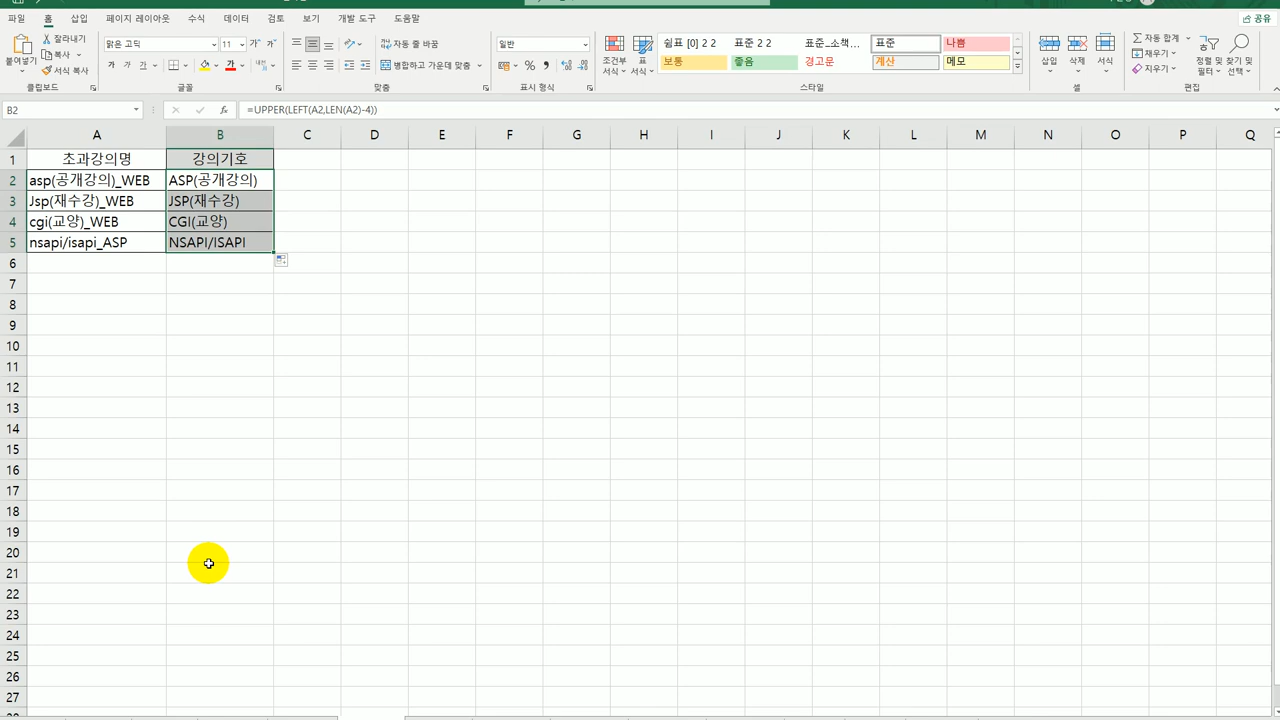 파일 홈 삽입 페이지 레이아웃 수식 데이터 검토 보기 개발 도구 도움말 공유
붙여넣기 잘라내기 복사 서식 복사
맑은 고딕 11 가 가
가 가 간 가 가
자동 줄 바꿈
병합하고 가운데 맞춤
일반
%
조건부 서식 표 서식
쉼표 [0] 2 2 표준 2 2 표준_소책... 표준 나쁨
보통 좋음 경고문 계산 메모
삽입 삭제 서식
자동 합계
채우기
지우기
정렬 및 필터 찾기 및 선택
클립보드 글꼴 맞춤 표시 형식 스타일 셀 편집
B2 fx =UPPER(LEFT(A2,LEN(A2)-4))
A B C D E F G H I J K L M N O P Q
1 초과강의명 강의기호
2 asp(공개강의)_WEB ASP(공개강의)
3 Jsp(재수강)_WEB JSP(재수강)
4 cgi(교양)_WEB CGI(교양)
5 nsapi/isapi_ASP NSAPI/ISAPI
6
7
8
9
10
11
12
13
14
15
16
17
18
19
20
21
22
23
24
25
26
27